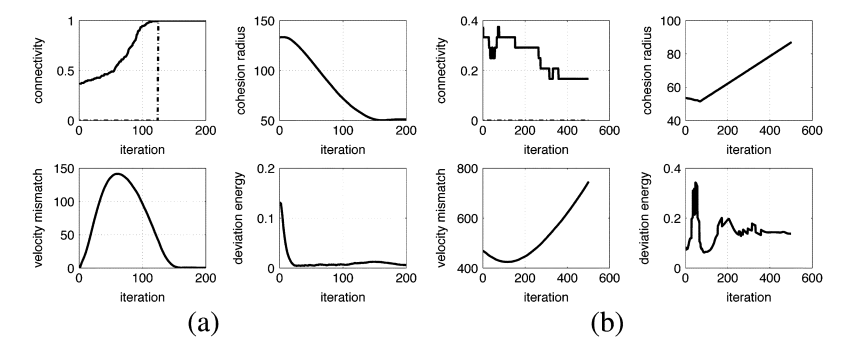 connectivity
1
0.5
0
0 100 200
iteration
cohesion radius
150
100
50
0 100 200
iteration
velocity mismatch
150
100
50
0
0 100 200
iteration
deviation energy
0.2
0.1
0
0 100 200
iteration
(a)
connectivity
0.4
0.2
0
0 200 400 600
iteration
cohesion radius
100
80
60
40
0 200 400 600
iteration
velocity mismatch
800
600
400
0 200 400 600
iteration
deviation energy
0.4
0.2
0
0 200 400 600
iteration
(b)